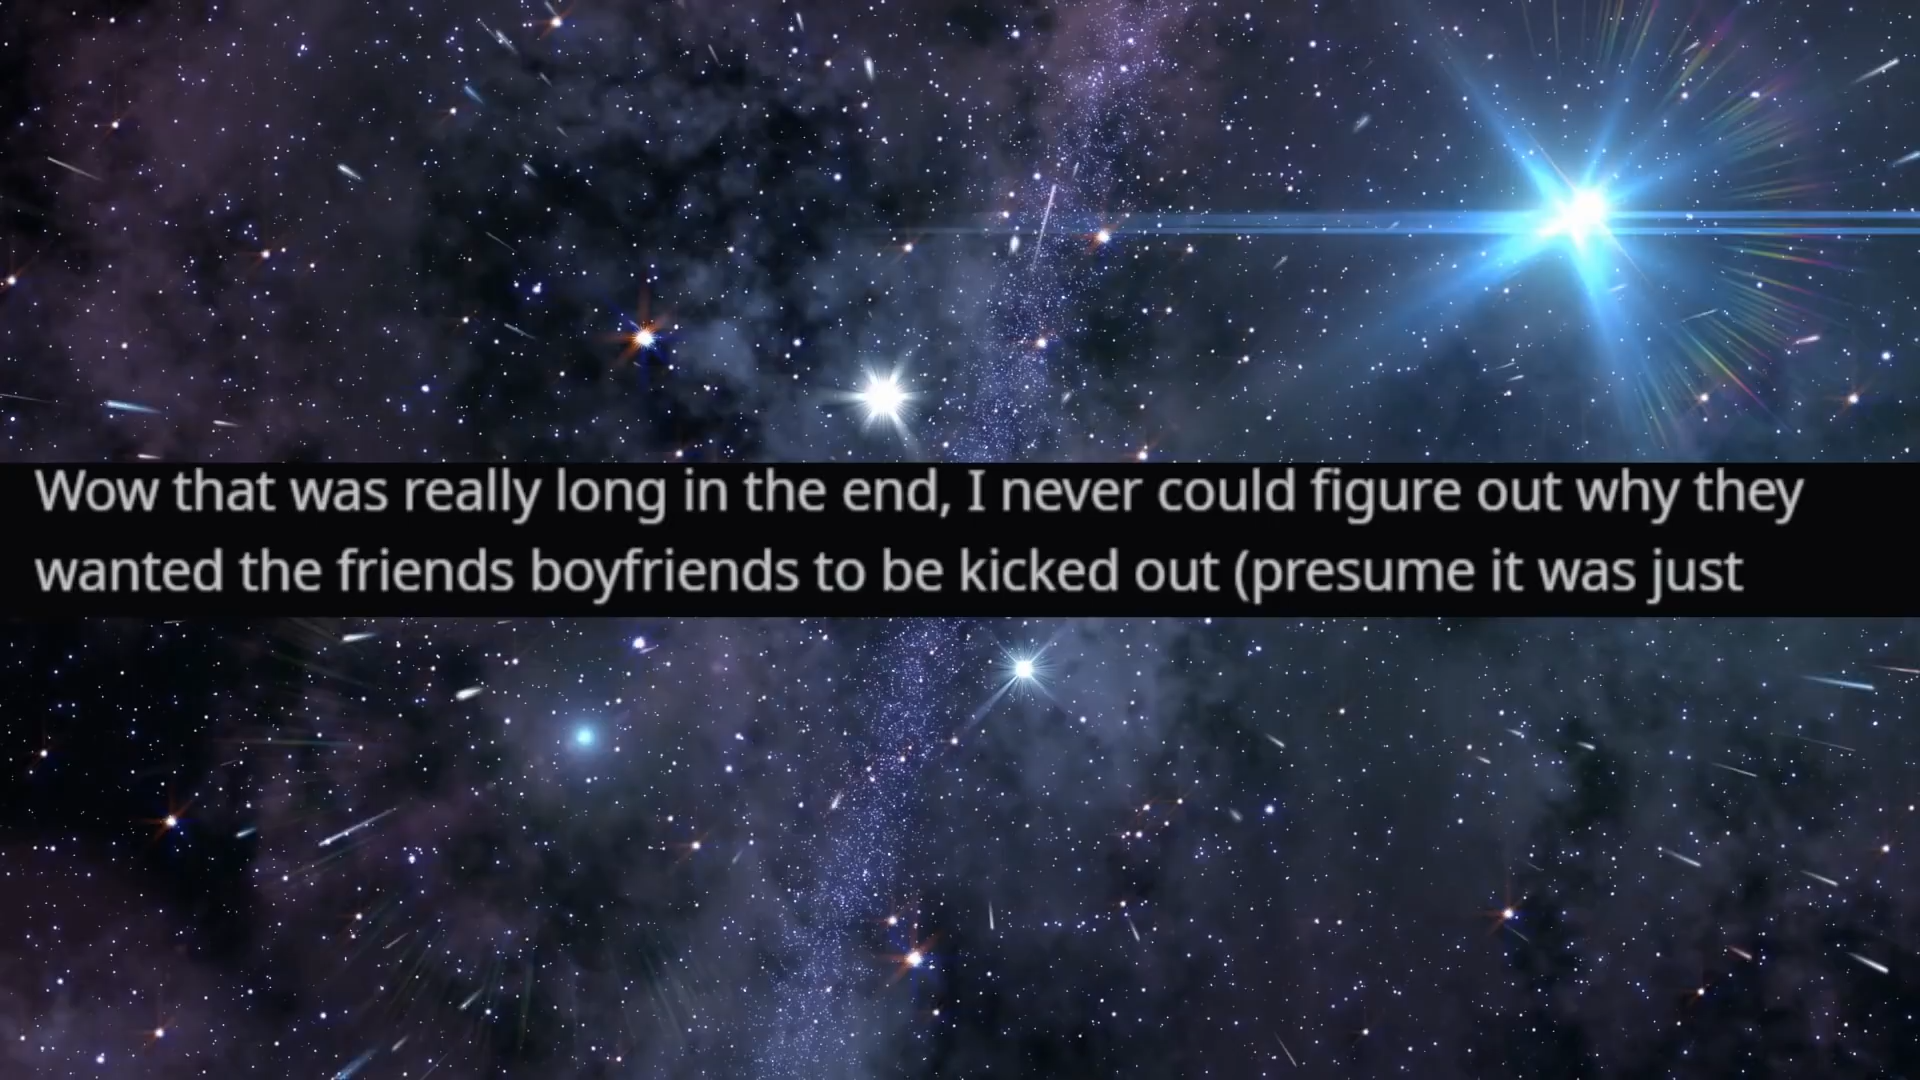 Wow that was really long in the end, I never could figure out why they
wanted the friends boyfriends to be kicked out (presume it was just